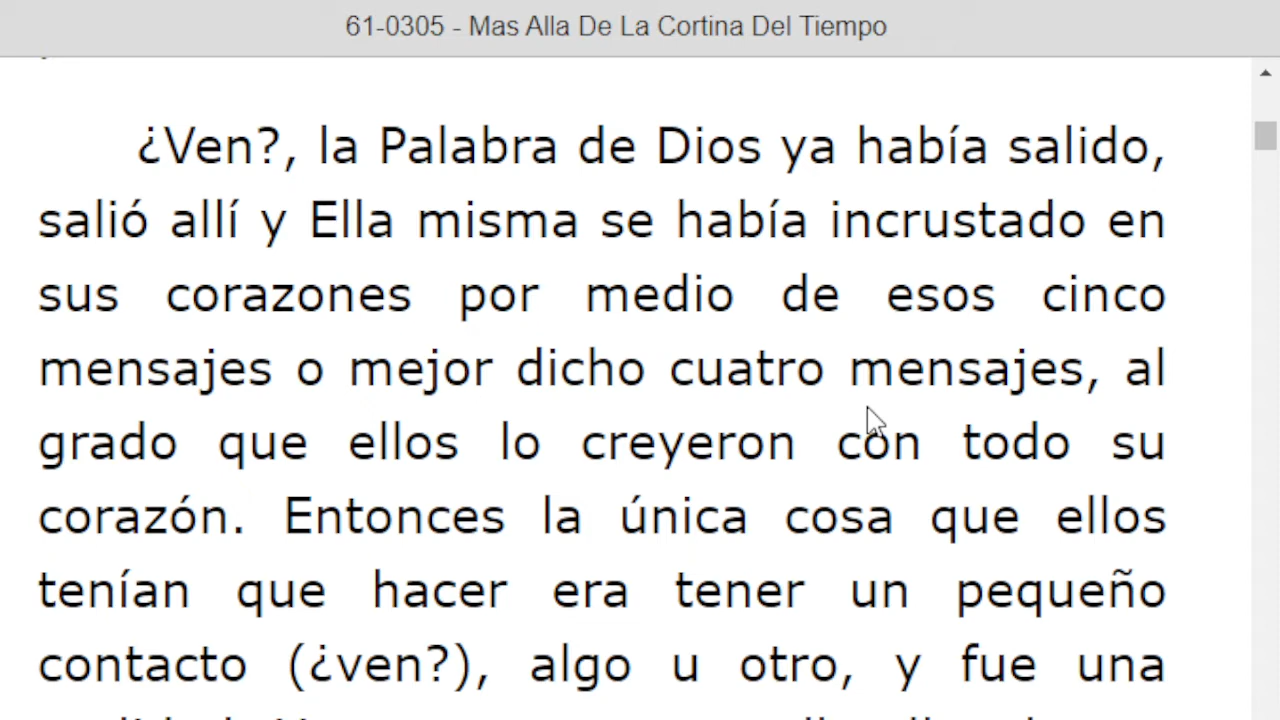 61-0305 - Mas Alla De La Cortina Del Tiempo
¿Ven?, la Palabra de Dios ya había salido,
salió allí y Ella misma se había incrustado en
sus corazones por medio de esos cinco
mensajes o mejor dicho cuatro mensajes, al
grado que ellos lo creyeron con todo su
corazón. Entonces la única cosa que ellos
tenían que hacer era tener un pequeño
contacto (¿ven?), algo u otro, y fue una